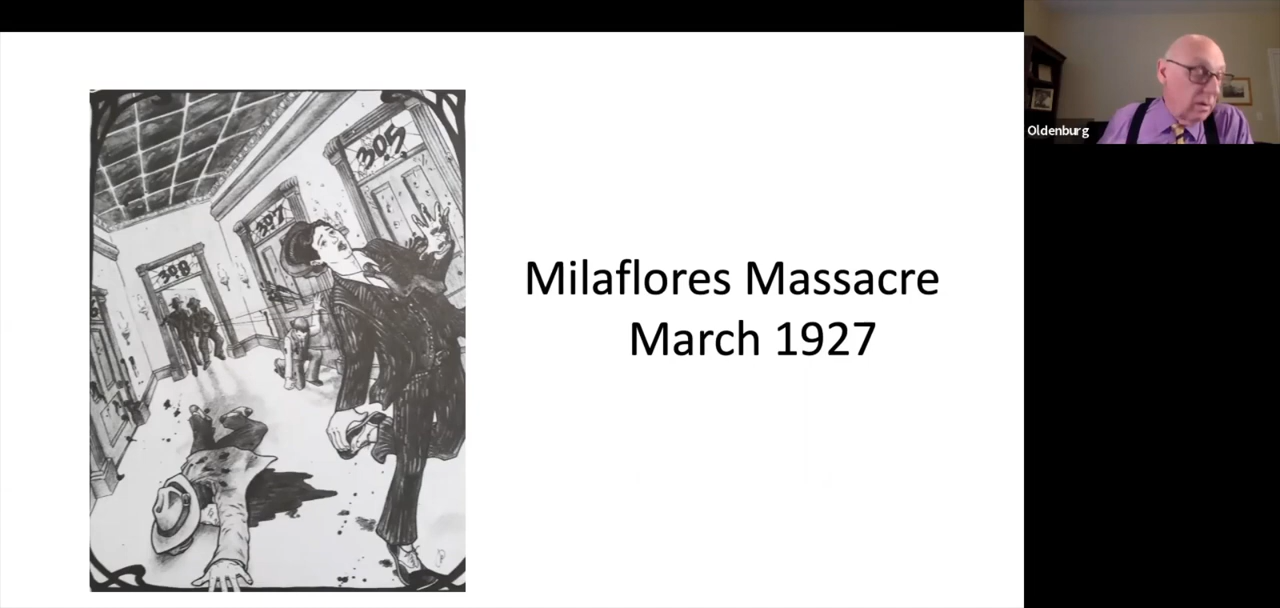 305
307
308
Milaflores Massacre
March 1927
Oldenburg